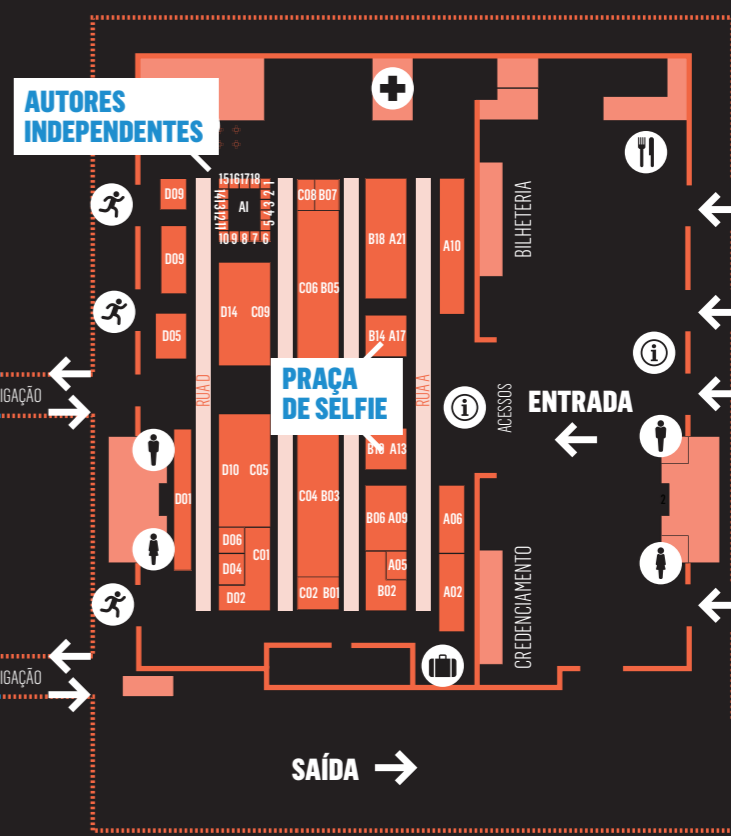 AUTORES
INDEPENDENTES
15 16 17 18
14 13 12 11
AI
5 4 3 2 1
10 9 8 7 6
D09
C08 B07
B18 A21
A10
BILHETERIA
D09
C06 B05
D14 C09
D05
B14 A17
RUA D
RUA A
IGAÇÃO
PRAÇA
DE SELFIE
ACESSOS
ENTRADA
A13
D10 C05
D01
C04 B03
2
B06 A09
A06
D06
C01
D04
A05
D02
C02 B01
B02
A02
CREDENCIAMENTO
IGAÇÃO
SAÍDA